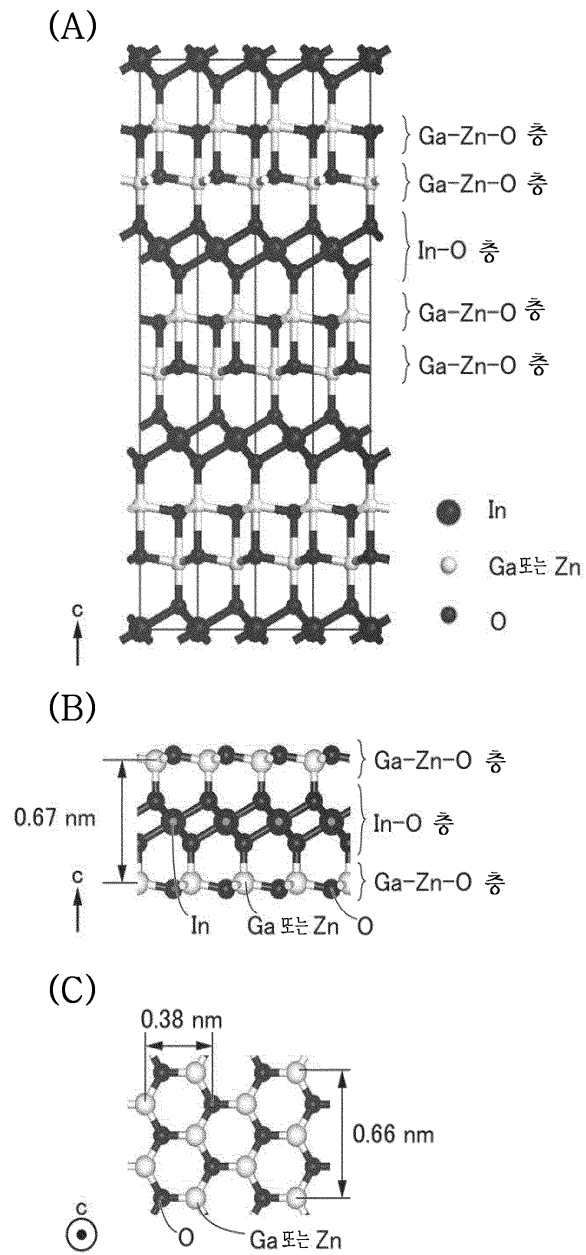 (A)
Ga-Zn-O 층
Ga-Zn-O 층
In-O 층
Ga-Zn-O 층
Ga-Zn-O 층
In
Ga또는 Zn
O
c
(B)
Ga-Zn-O 층
0.67 nm
In-O 층
c
Ga-Zn-O 층
In
Ga 또는 Zn
O
(C)
0.38 nm
0.66 nm
c
O
Ga 또는 Zn